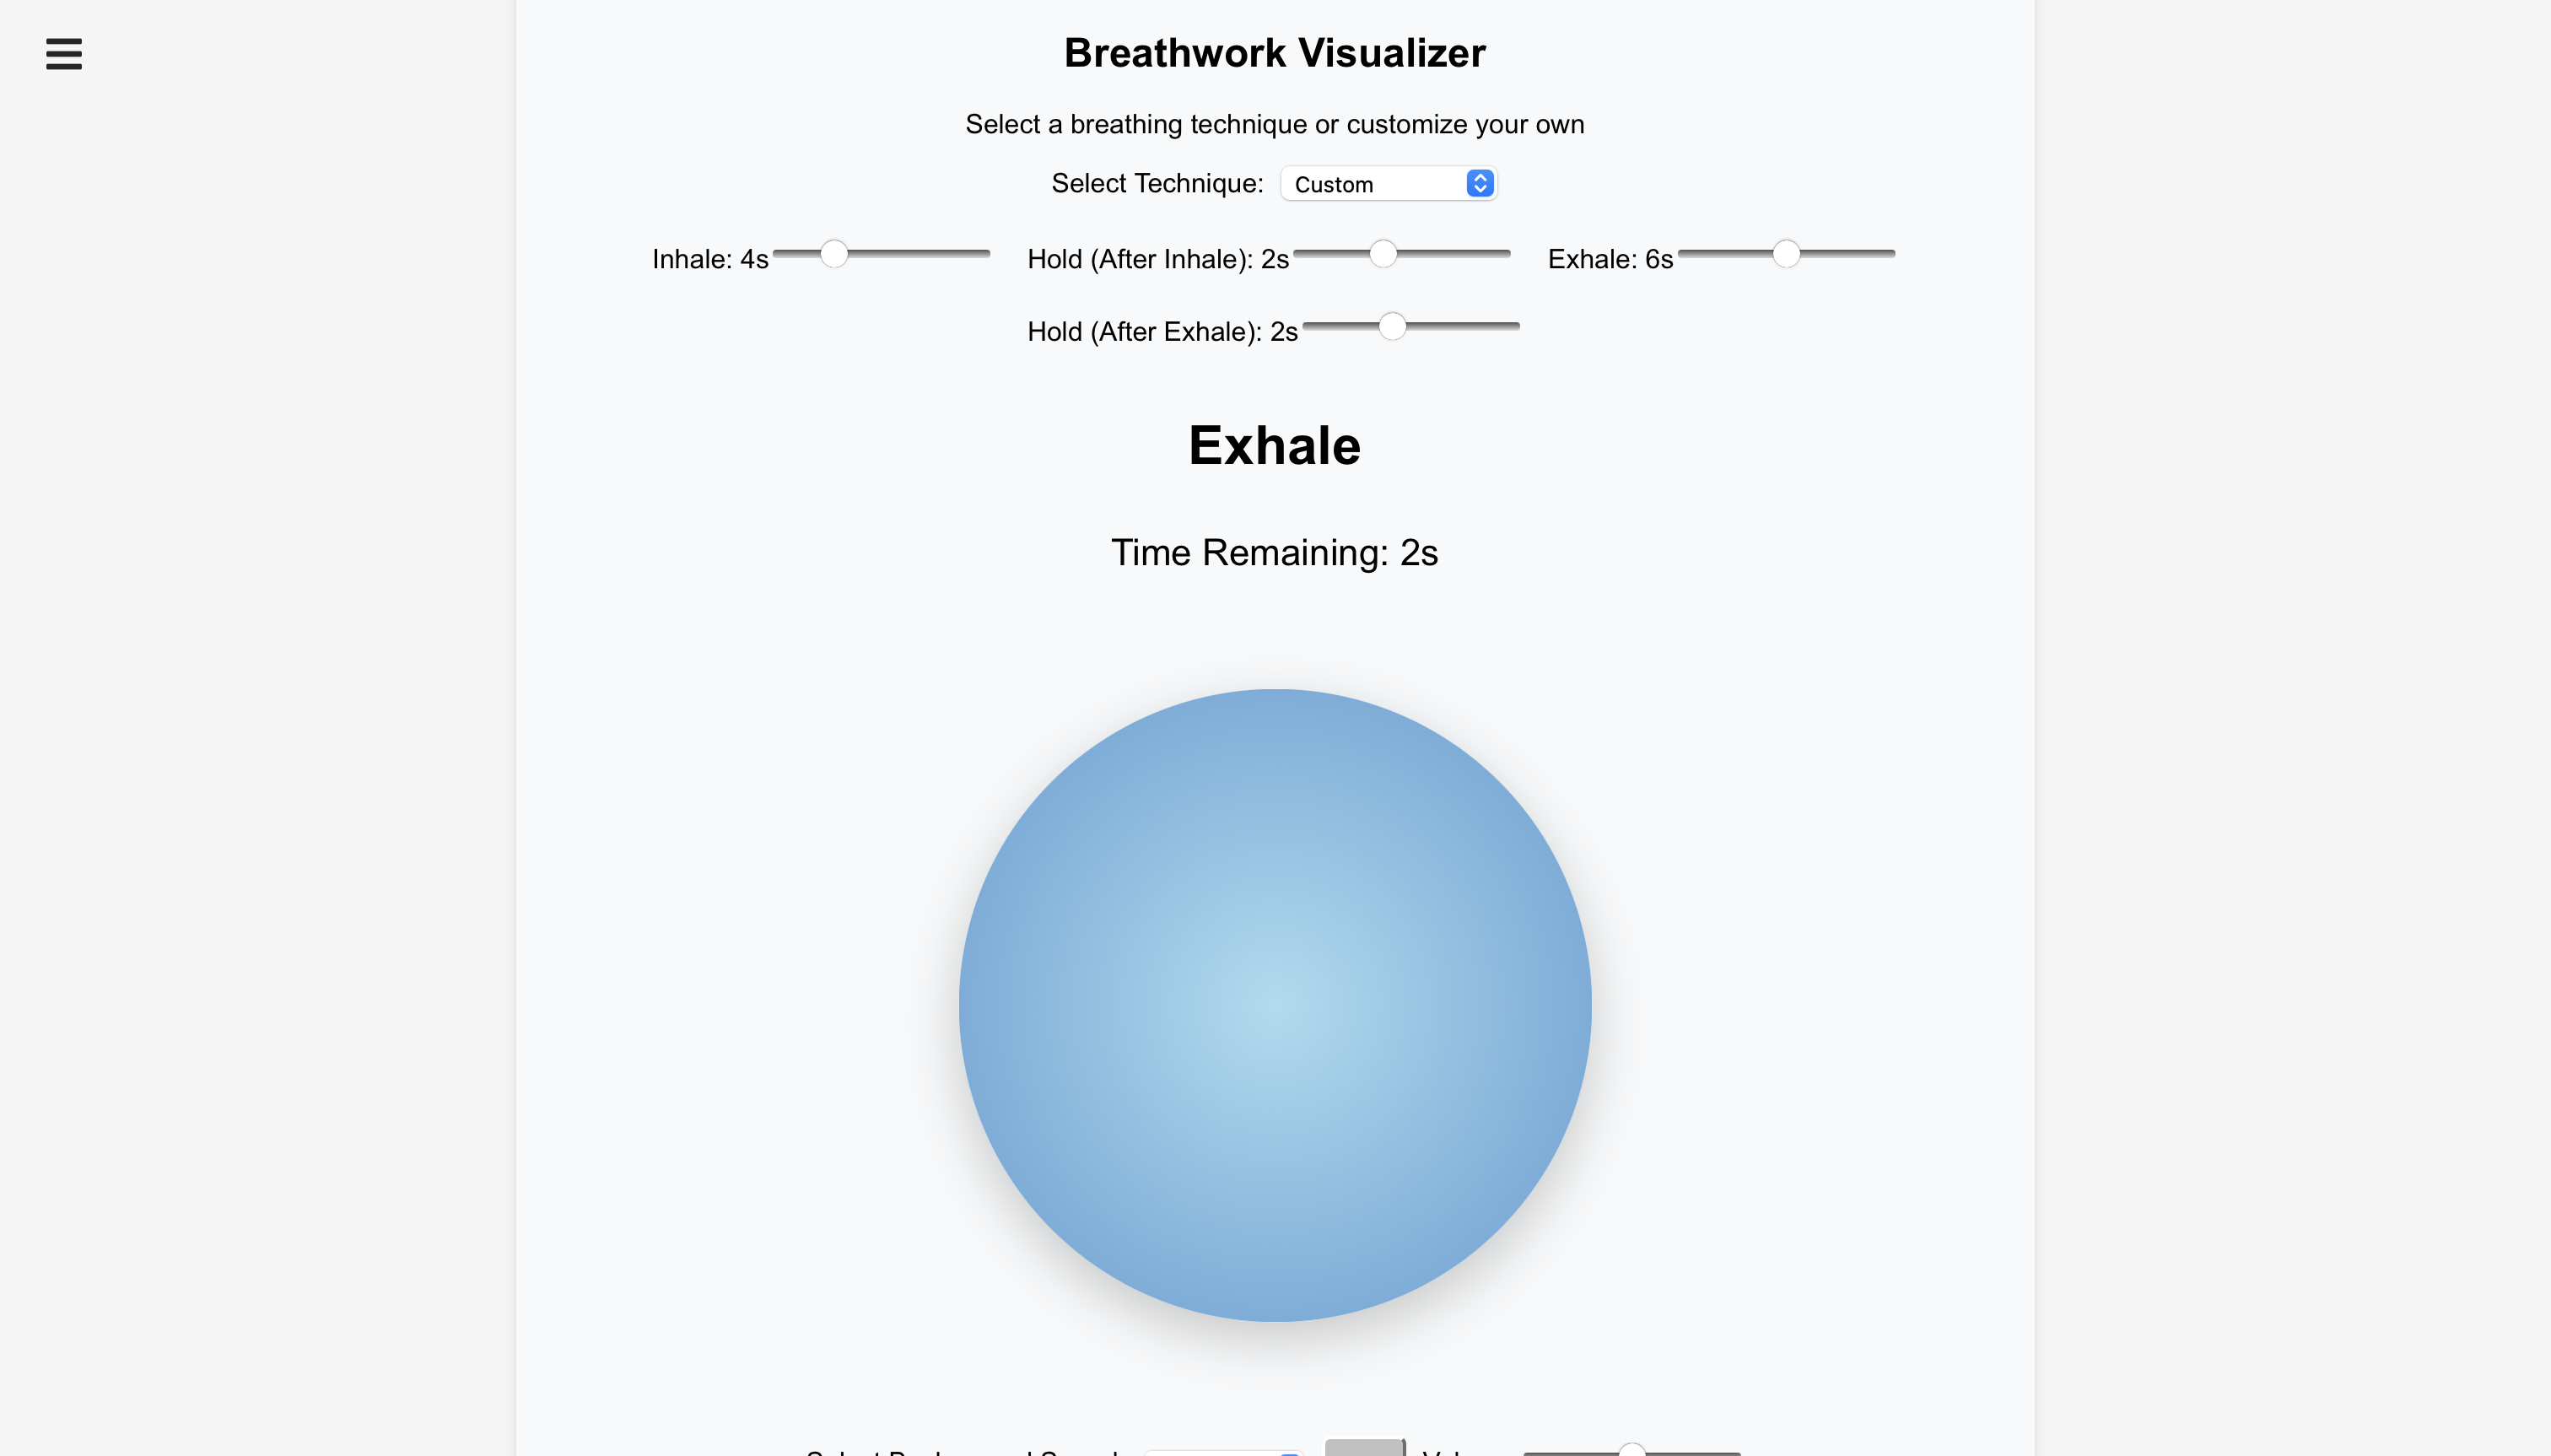 Breathwork Visualizer
Select a breathing technique or customize your own
Select Technique: Custom
Inhale: 4s Hold (After Inhale): 2s Exhale: 6s
Hold (After Exhale): 2s
Exhale
Time Remaining: 2s